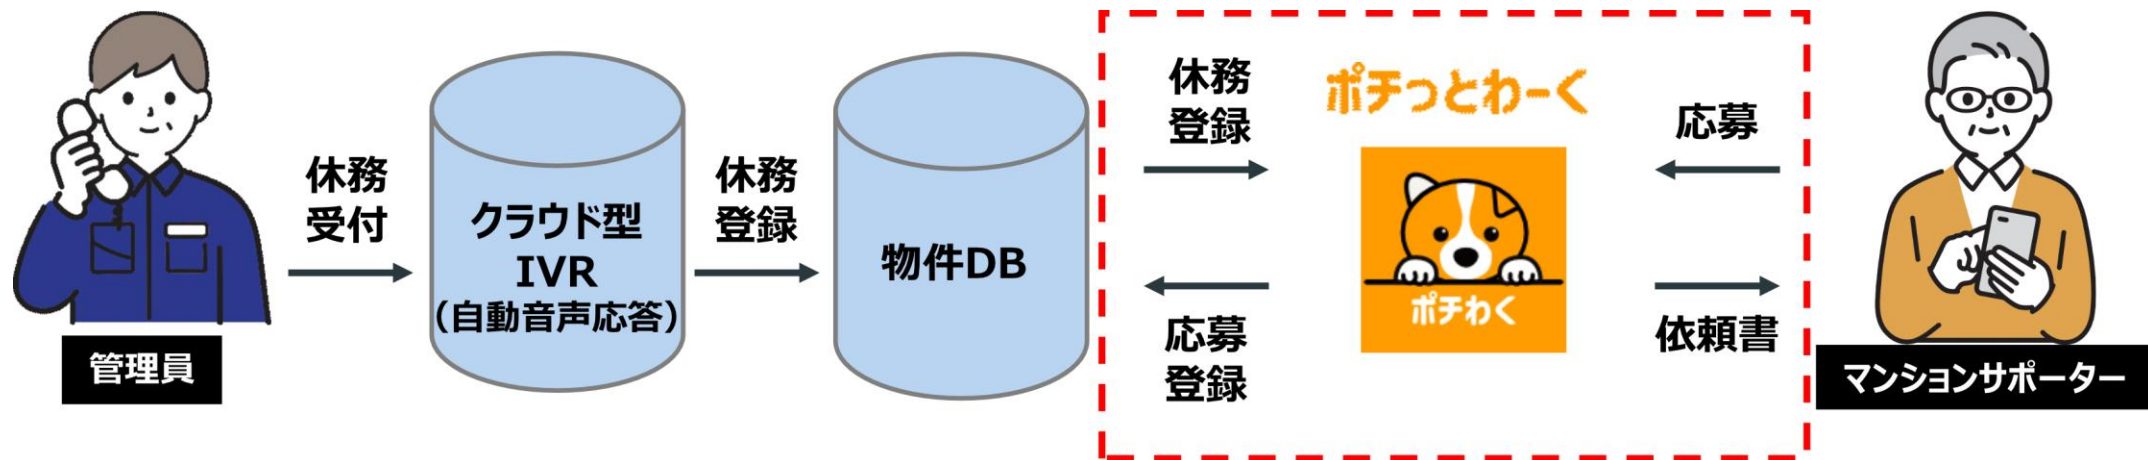 管理員
休務
受付
クラウド型
IVR
（自動音声応答）
休務
登録
物件DB
休務
登録
応募
登録
ポチっとわーく
ポチわく
応募
依頼書
マンションサポーター